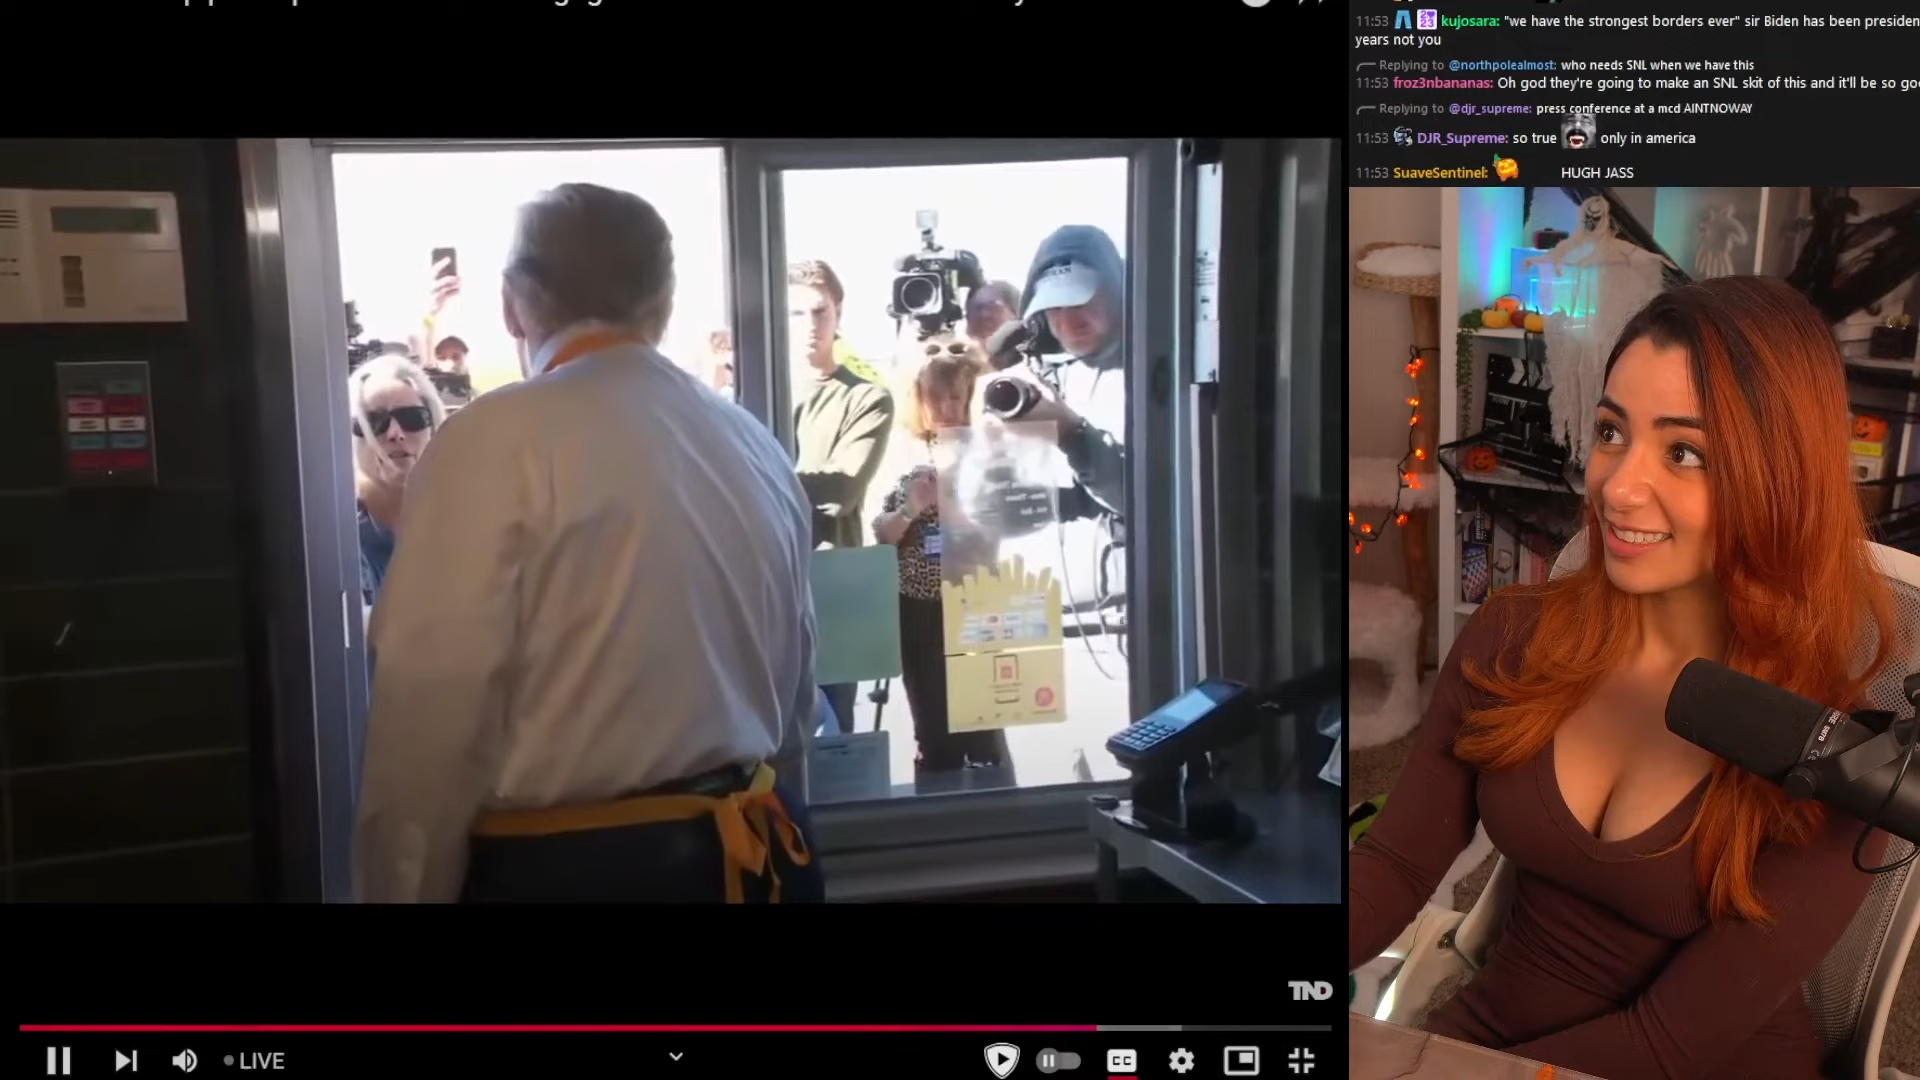 11:53 kujosara: "we have the strongest borders ever" sir Biden has been presiden
years not you
Replying to @northpolealmost: who needs SNL when we have this
11:53 froz3nbananas: Oh god they're going to make an SNL skit of this and it'll be so goo
Replying to @djr_supreme: press conference at a mcd AINTNOWAY
11:53 DJR_Supreme: so true only in america
11:53 SuaveSentinel: HUGH JASS
TND
LIVE
CC